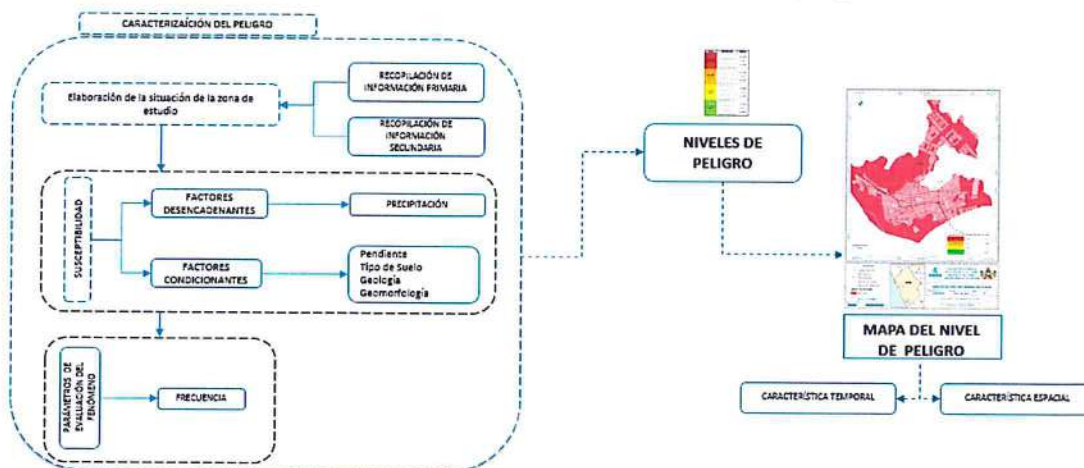 CARACTERIZAÍCIÓN DEL PELIGRO
RECOPILACIÓN DE
INFORMACIÓN PRIMARIA
Elaboración de la situación de la zona de
estudio
RECOPILACIÓN DE
INFORMACIÓN
SECUNDARIA
SUSCEPTIBILIDAD
FACTORES
DESENCADENANTES
PRECIPITACIÓN
FACTORES
CONDICIONANTES
Pendiente
Tipo de Suelo
Geología
Geomorfología
PARÁMETROS DE
EVALUACIÓN DEL
FENÓMENO
FRECUENCIA
NIVELES DE
PELIGRO
MAPA DEL NIVEL
DE PELIGRO
CARACTERÍSTICA TEMPORAL
CARACTERÍSTICA ESPACIAL